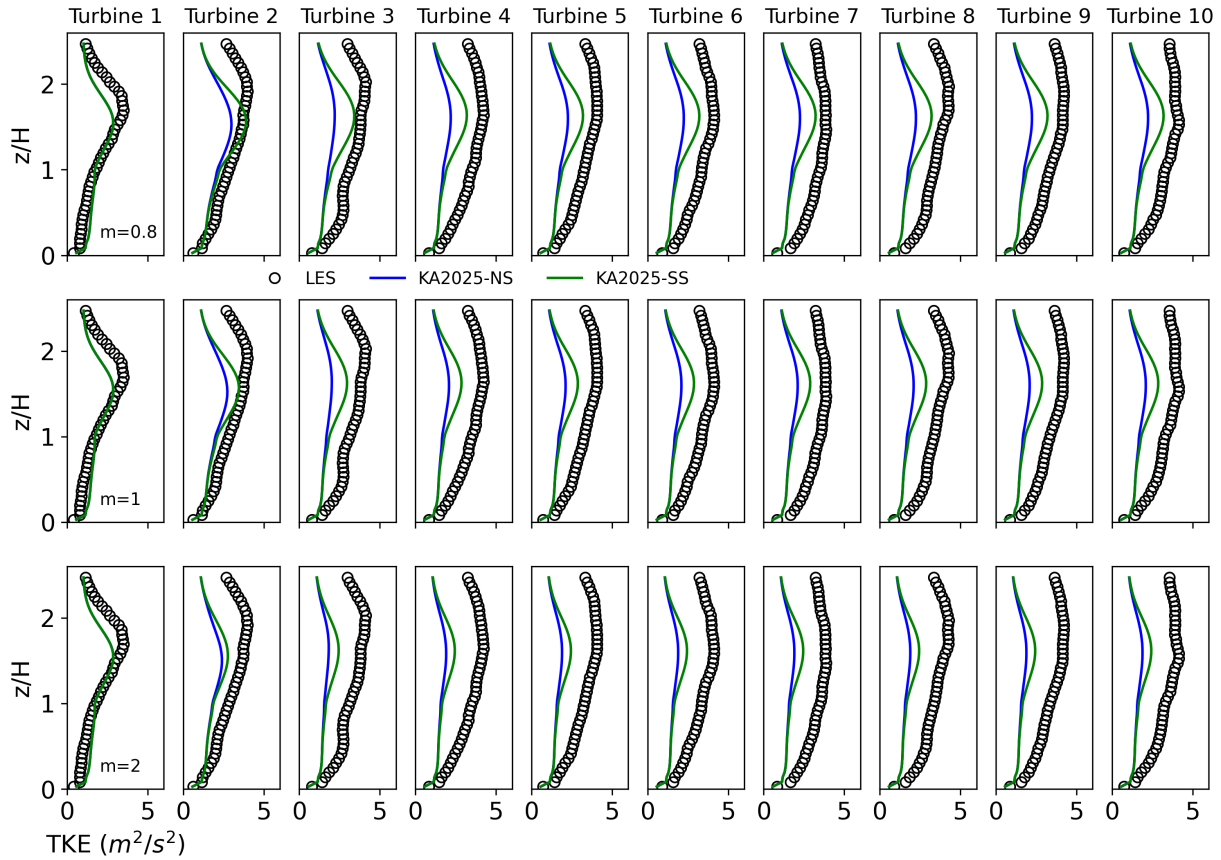 Turbine 1 Turbine 2 Turbine 3 Turbine 4 Turbine 5 Turbine 6 Turbine 7 Turbine 8 Turbine 9 Turbine 10
2
z/H
1
m=0.8
0
LES KA2025-NS KA2025-SS
2
z/H
1
m=1
0
2
z/H
1
m=2
0
0 5 0 5 0 5 0 5 0 5 0 5 0 5 0 5 0 5 0 5
TKE (m²/s²)